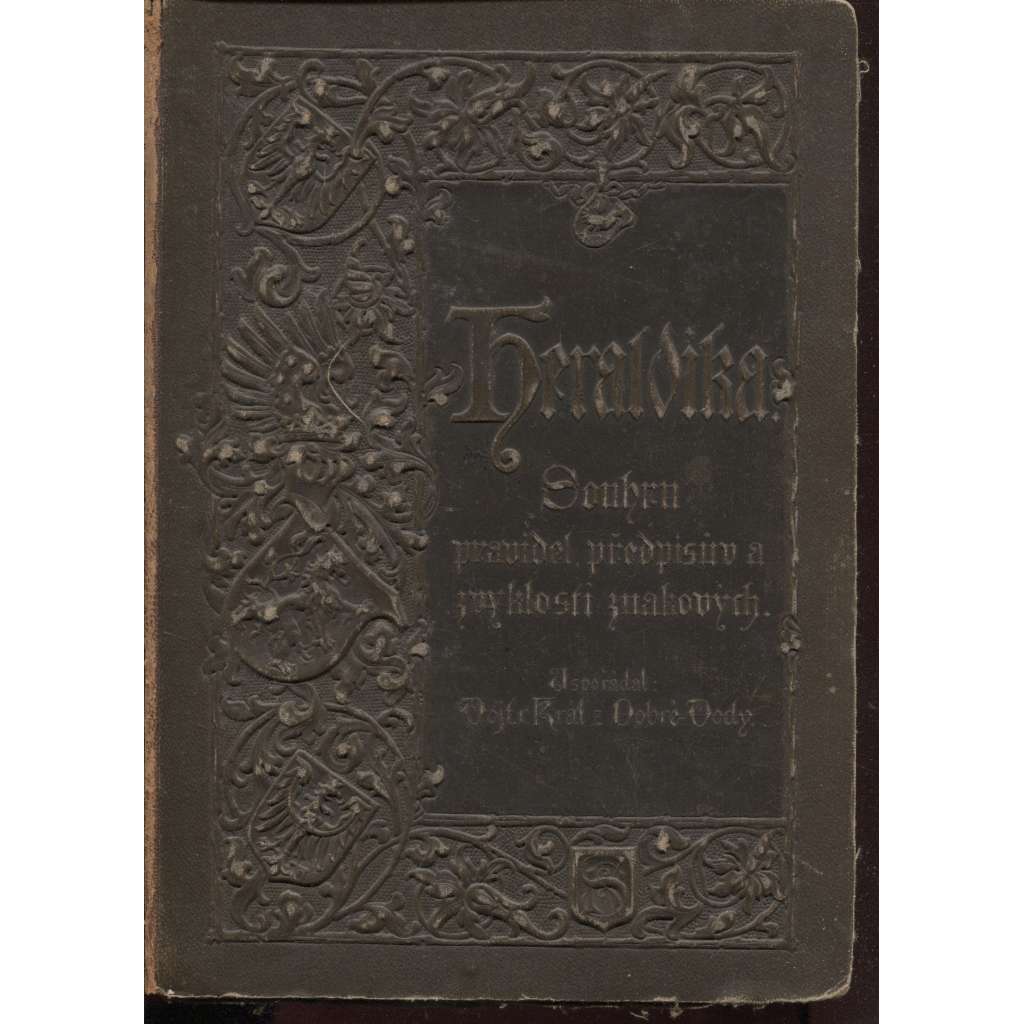 Heraldika.
Souhrn
pravidel, předpisův a
zvyklostí znakových.
Uspořádal:
Vojt. Král z Dobré Vody.